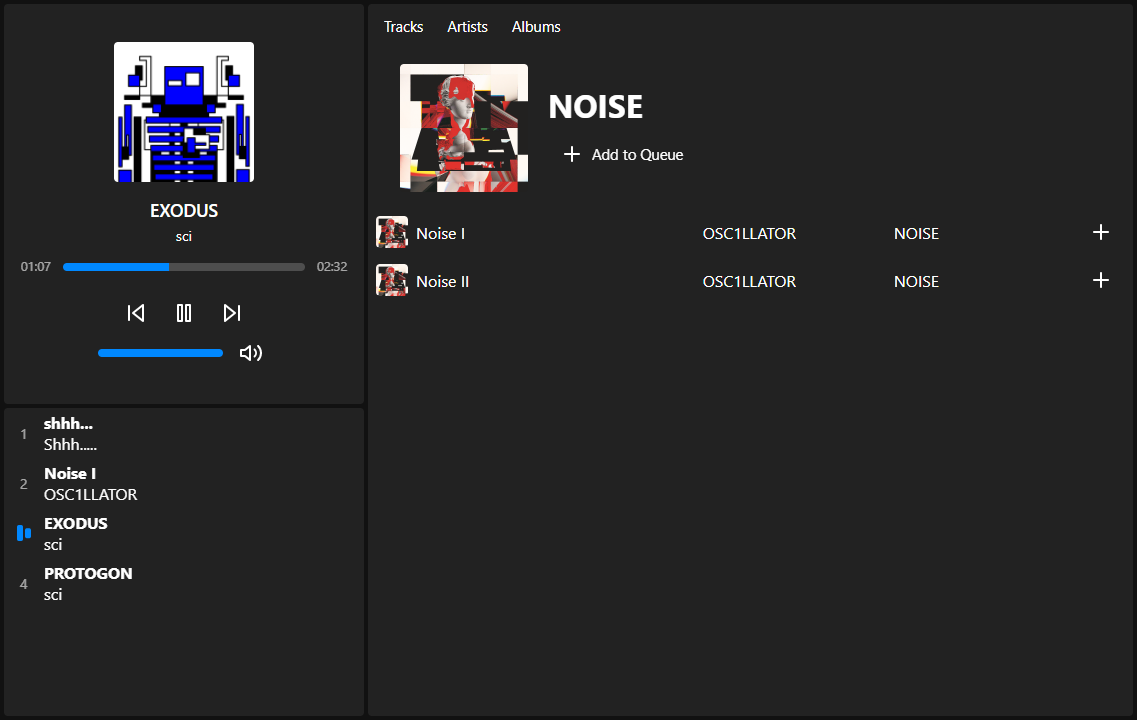 EXODUS
sci
01:07 02:32
1 shhh...
Shhh.....
2 Noise I
OSC1LLATOR
EXODUS
sci
4 PROTOGON
sci
Tracks Artists Albums
NOISE
Add to Queue
Noise I OSC1LLATOR NOISE
Noise II OSC1LLATOR NOISE